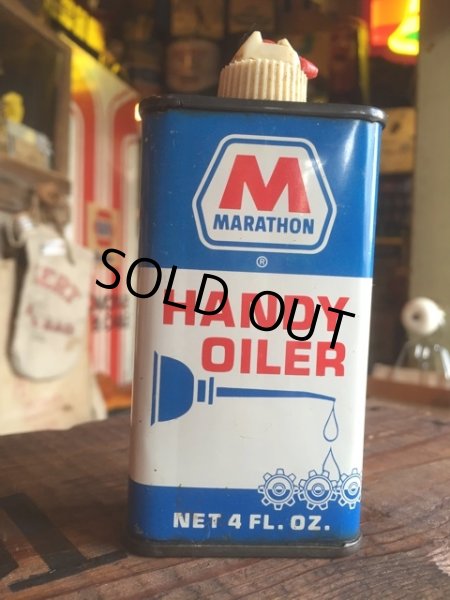 M
MARATHON
®
HANDY
OILER
SOLD OUT
NET 4 FL. OZ.